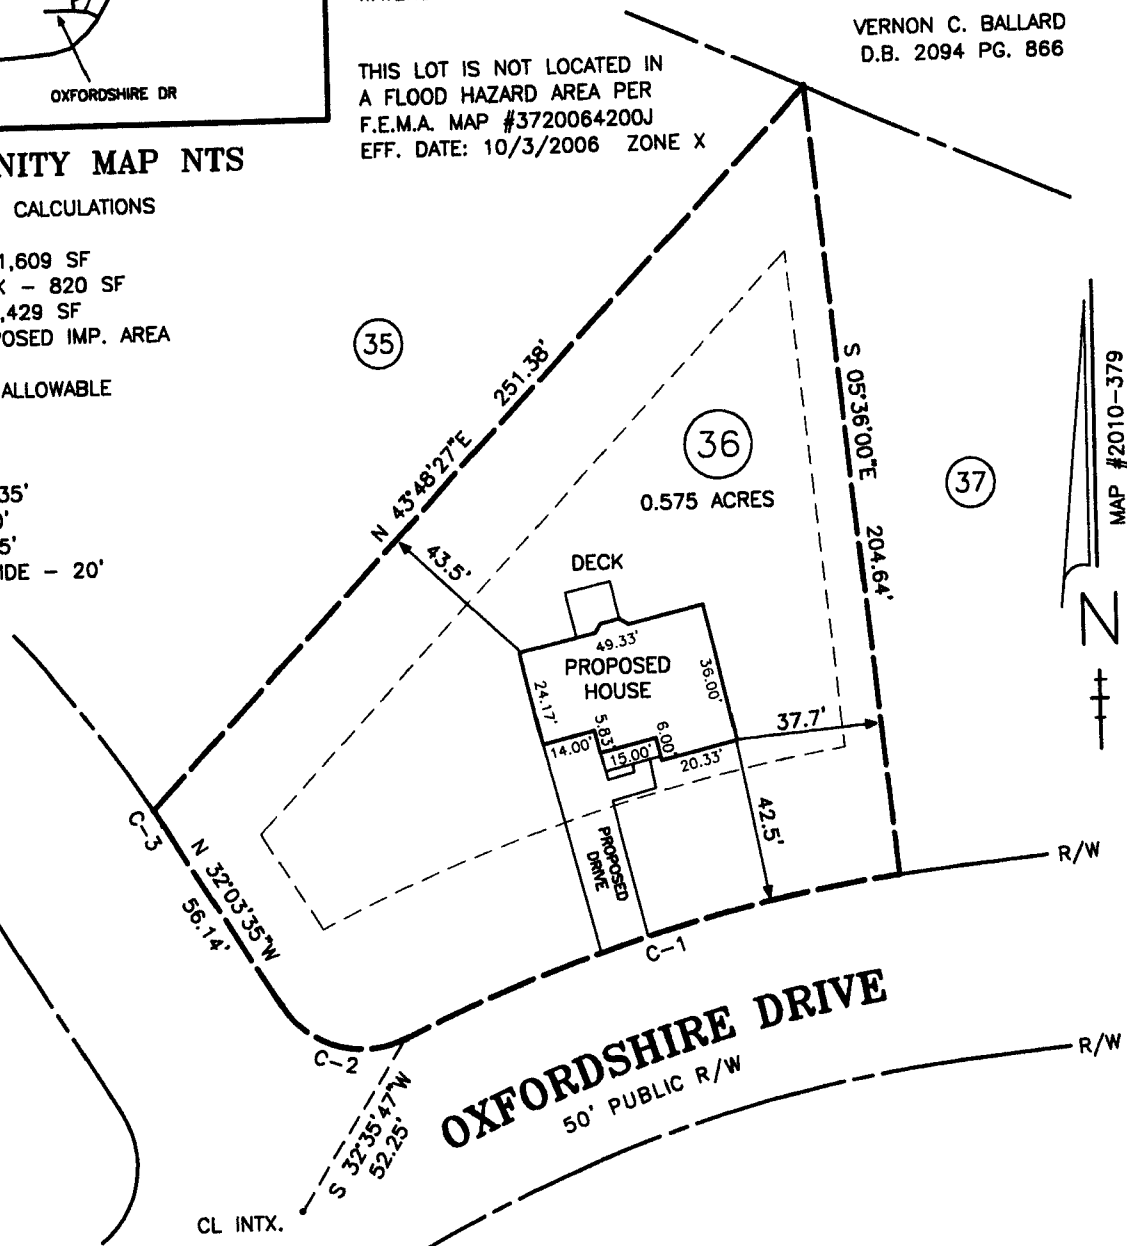 OXFORDSHIRE DR
NITY MAP NTS
CALCULATIONS
1,609 SF
K – 820 SF
,429 SF
POSED IMP. AREA
ALLOWABLE
35'
5'
IDE – 20'
THIS LOT IS NOT LOCATED IN
A FLOOD HAZARD AREA PER
F.E.M.A. MAP #3720064200J
EFF. DATE: 10/3/2006 ZONE X
VERNON C. BALLARD
D.B. 2094 PG. 866
35
251.38'
N 43°48'27"E
43.5'
36
0.575 ACRES
S 05°36'00"E
204.64'
37
MAP #2010-379
N
DECK
49.33'
PROPOSED
HOUSE
24.17'
36.00'
14.00'
5.83'
15.00'
6.00'
20.33'
37.7'
42.5'
PROPOSED
DRIVE
C-3
N 32°03'35"W
56.14'
C-1
C-2
R/W
OXFORDSHIRE DRIVE
50' PUBLIC R/W
R/W
S 32°35'47"W
52.25'
CL INTX.